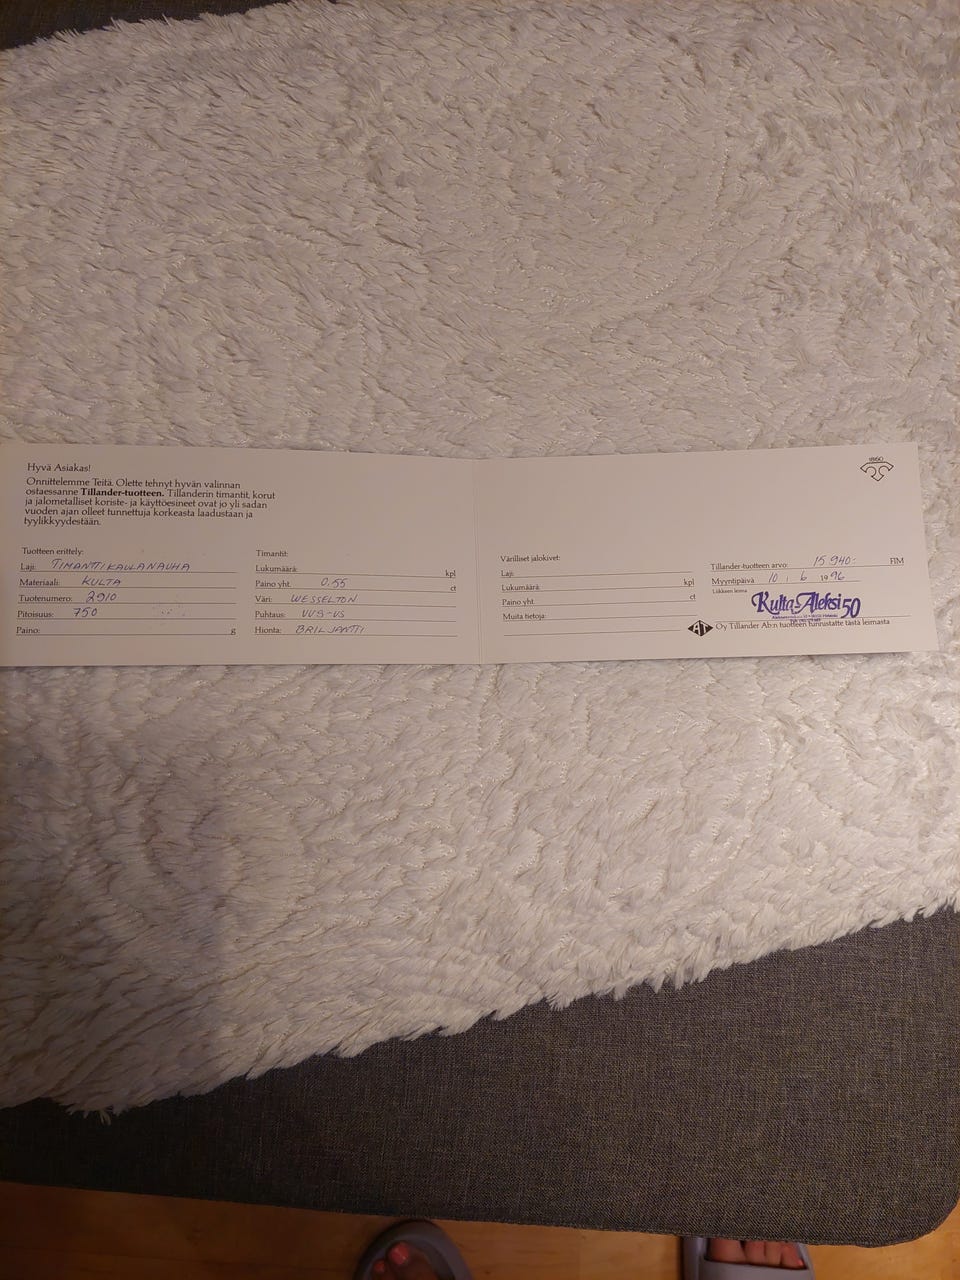 Hyvä Asiakas!
Onnittelemme Teitä. Olette tehnyt hyvän valinnan
ostaessanne Tillander-tuotteen. Tillanderin timantit, korut
ja jalometalliset koriste- ja käyttöesineet ovat jo yli sadan
vuoden ajan olleet tunnettuja korkeasta laadustaan ja
tyylikkyydestään.
Tuotteen erittely:
Laji: TIMANTTIKAULANAUHA
Materiaali: KULTA
Tuotenumero: 2910
Pitoisuus: 750
Paino: g
Timantit:
Lukumäärä: kpl
Paino yht. 0.55 ct
Väri: WESSELTON
Puhtaus: VVS-VS
Hionta: BRILJANTTI
Värilliset jalokivet:
Laji:
Lukumäärä: kpl
Paino yht. ct
Muita tietoja:
1860
Tillander-tuotteen arvo: 15 940:- FIM
Myyntipäivä 10 . 6 1996
Liikkeen leima
Kulta-Aleksi 50
AT Oy Tillander Ab:n tuotteen tunnistatte tästä leimasta